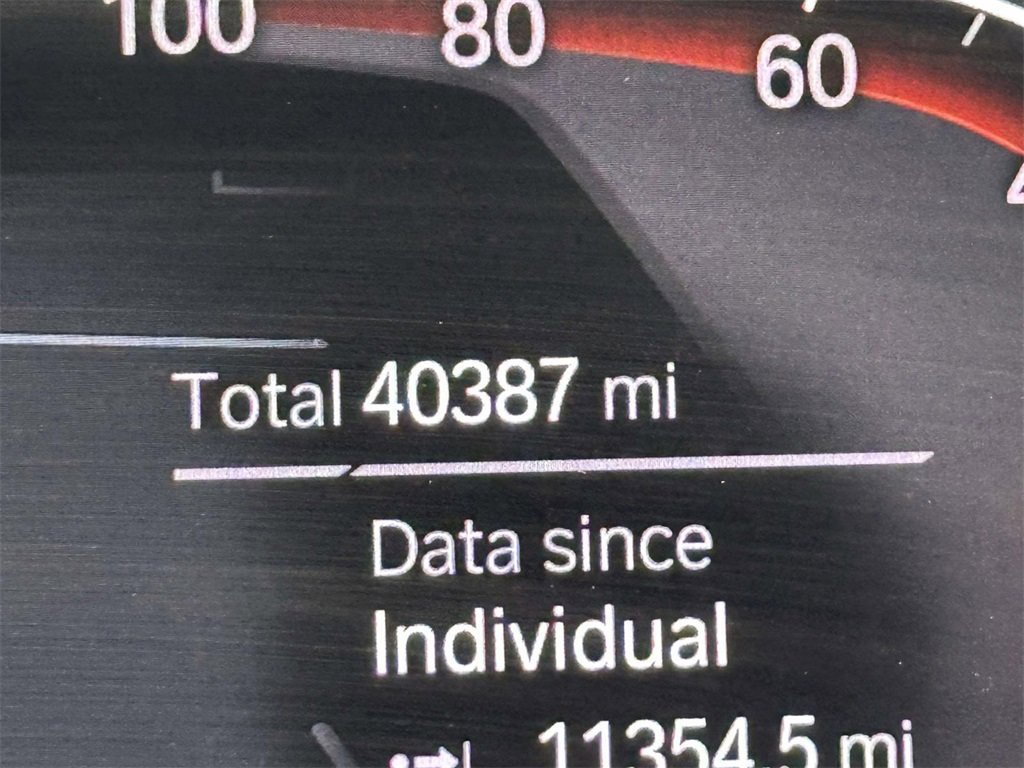 100 80 60
Total 40387 mi
Data since
Individual
11354.5 mi